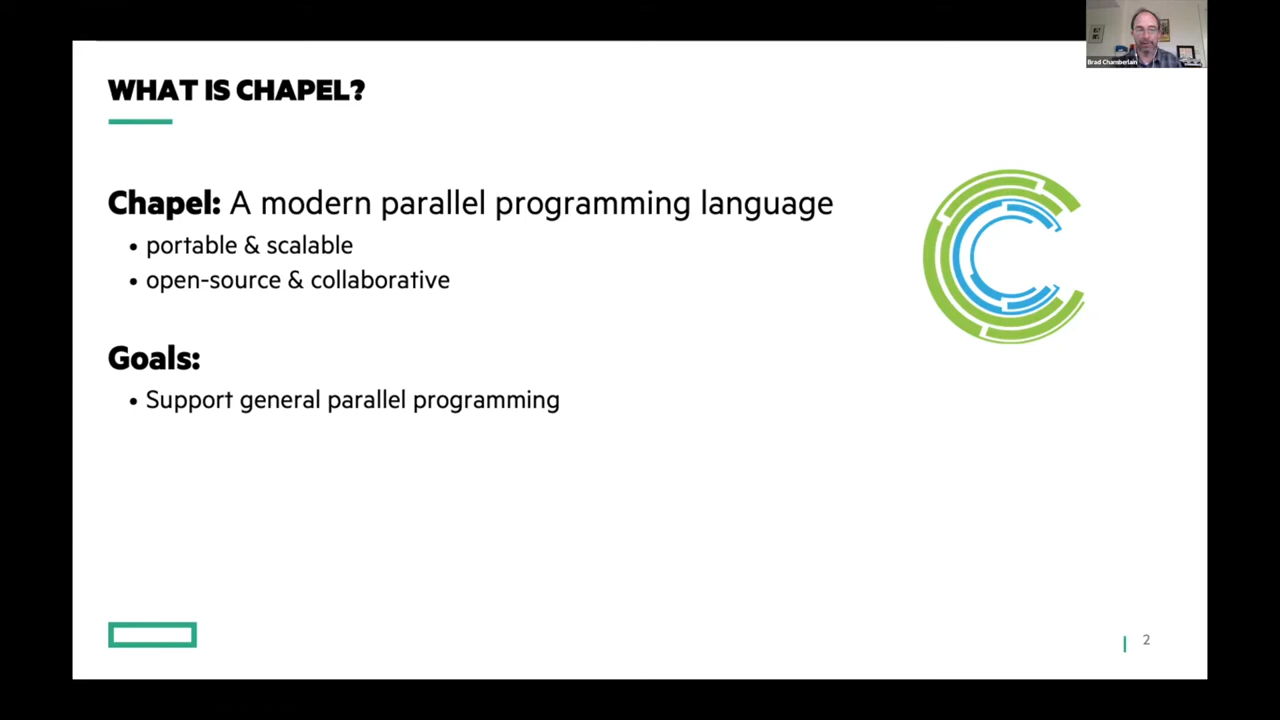 Brad Chamberlain
WHAT IS CHAPEL?
Chapel: A modern parallel programming language
• portable & scalable
• open-source & collaborative
Goals:
• Support general parallel programming
2